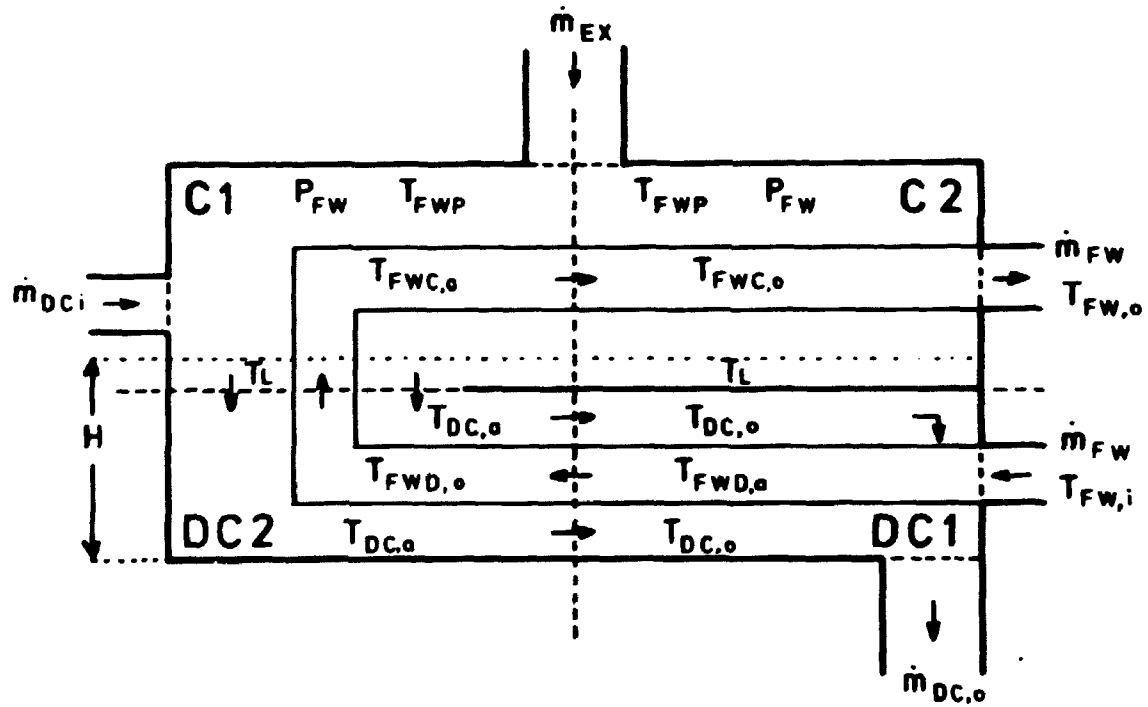 ṁEX
C1 PFW TFWP TFWP PFW C2
ṁFW
TFWC,a TFWC,o
ṁDCi
TFW,o
TL TL
TDC,a TDC,o
H
ṁFW
TFWD,o TFWD,a
TFW,i
DC2 DC1
TDC,a TDC,o
ṁDC,o